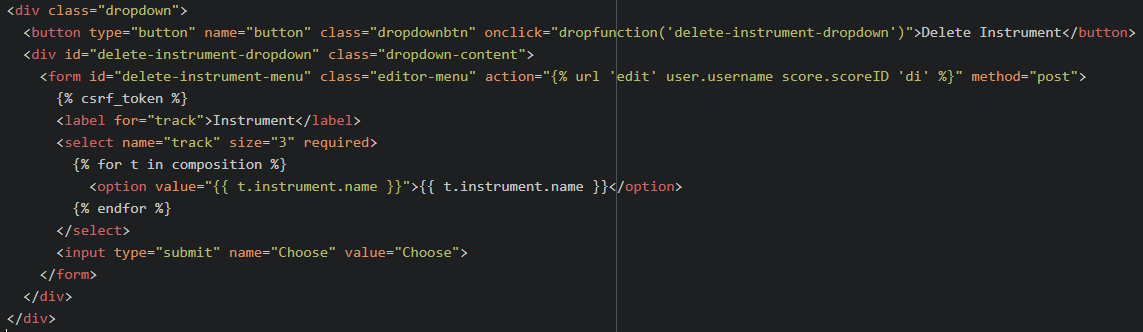 <div class="dropdown">
<button type="button" name="button" class="dropdownbtn" onclick="dropfunction('delete-instrument-dropdown')">Delete Instrument</button>
<div id="delete-instrument-dropdown" class="dropdown-content">
<form id="delete-instrument-menu" class="editor-menu" action="{% url 'edit' user.username score.scoreID 'di' %}" method="post">
{% csrf_token %}
<label for="track">Instrument</label>
<select name="track" size="3" required>
{% for t in composition %}
<option value="{{ t.instrument.name }}">{{ t.instrument.name }}</option>
{% endfor %}
</select>
<input type="submit" name="Choose" value="Choose">
</form>
</div>
</div>